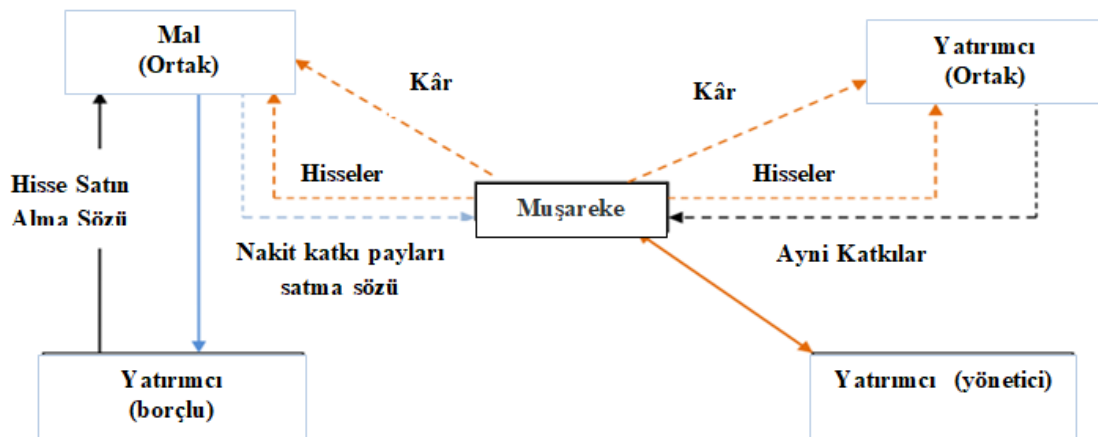 Mal
(Ortak)
Yatırımcı
(Ortak)
Kâr
Kâr
Hisse Satın
Alma Sözü
Hisseler
Hisseler
Muşareke
Nakit katkı payları
satma sözü
Ayni Katkılar
Yatırımcı
(borçlu)
Yatırımcı (yönetici)